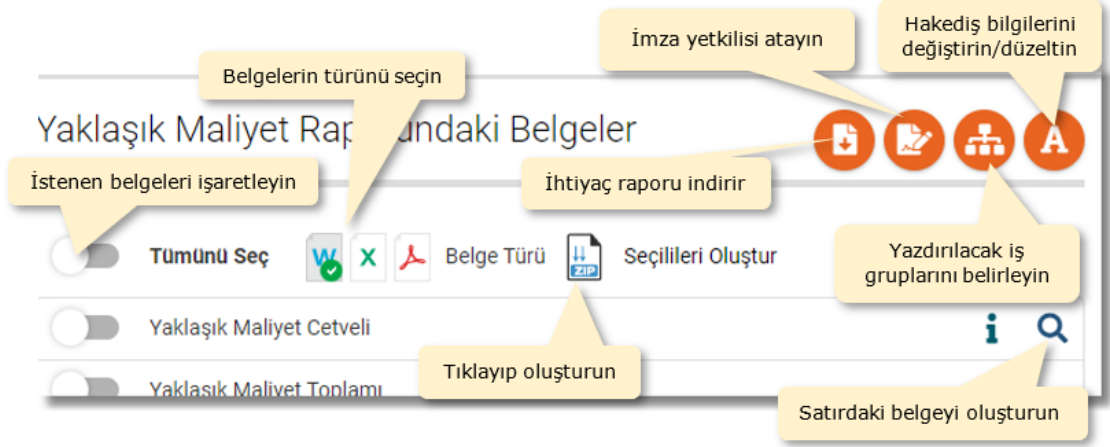 Hakediş bilgilerini
değiştirin/düzeltin
İmza yetkilisi atayın
Belgelerin türünü seçin
Yaklaşık Maliyet Rap undaki Belgeler
A
İstenen belgeleri işaretleyin
İhtiyaç raporu indirir
Tümünü Seç W X Belge Türü ZIP Seçilileri Oluştur
Yazdırılacak iş
gruplarını belirleyin
Yaklaşık Maliyet Cetveli i
Tıklayıp oluşturun
Yaklaşık Maliyet Toplamı
Satırdaki belgeyi oluşturun